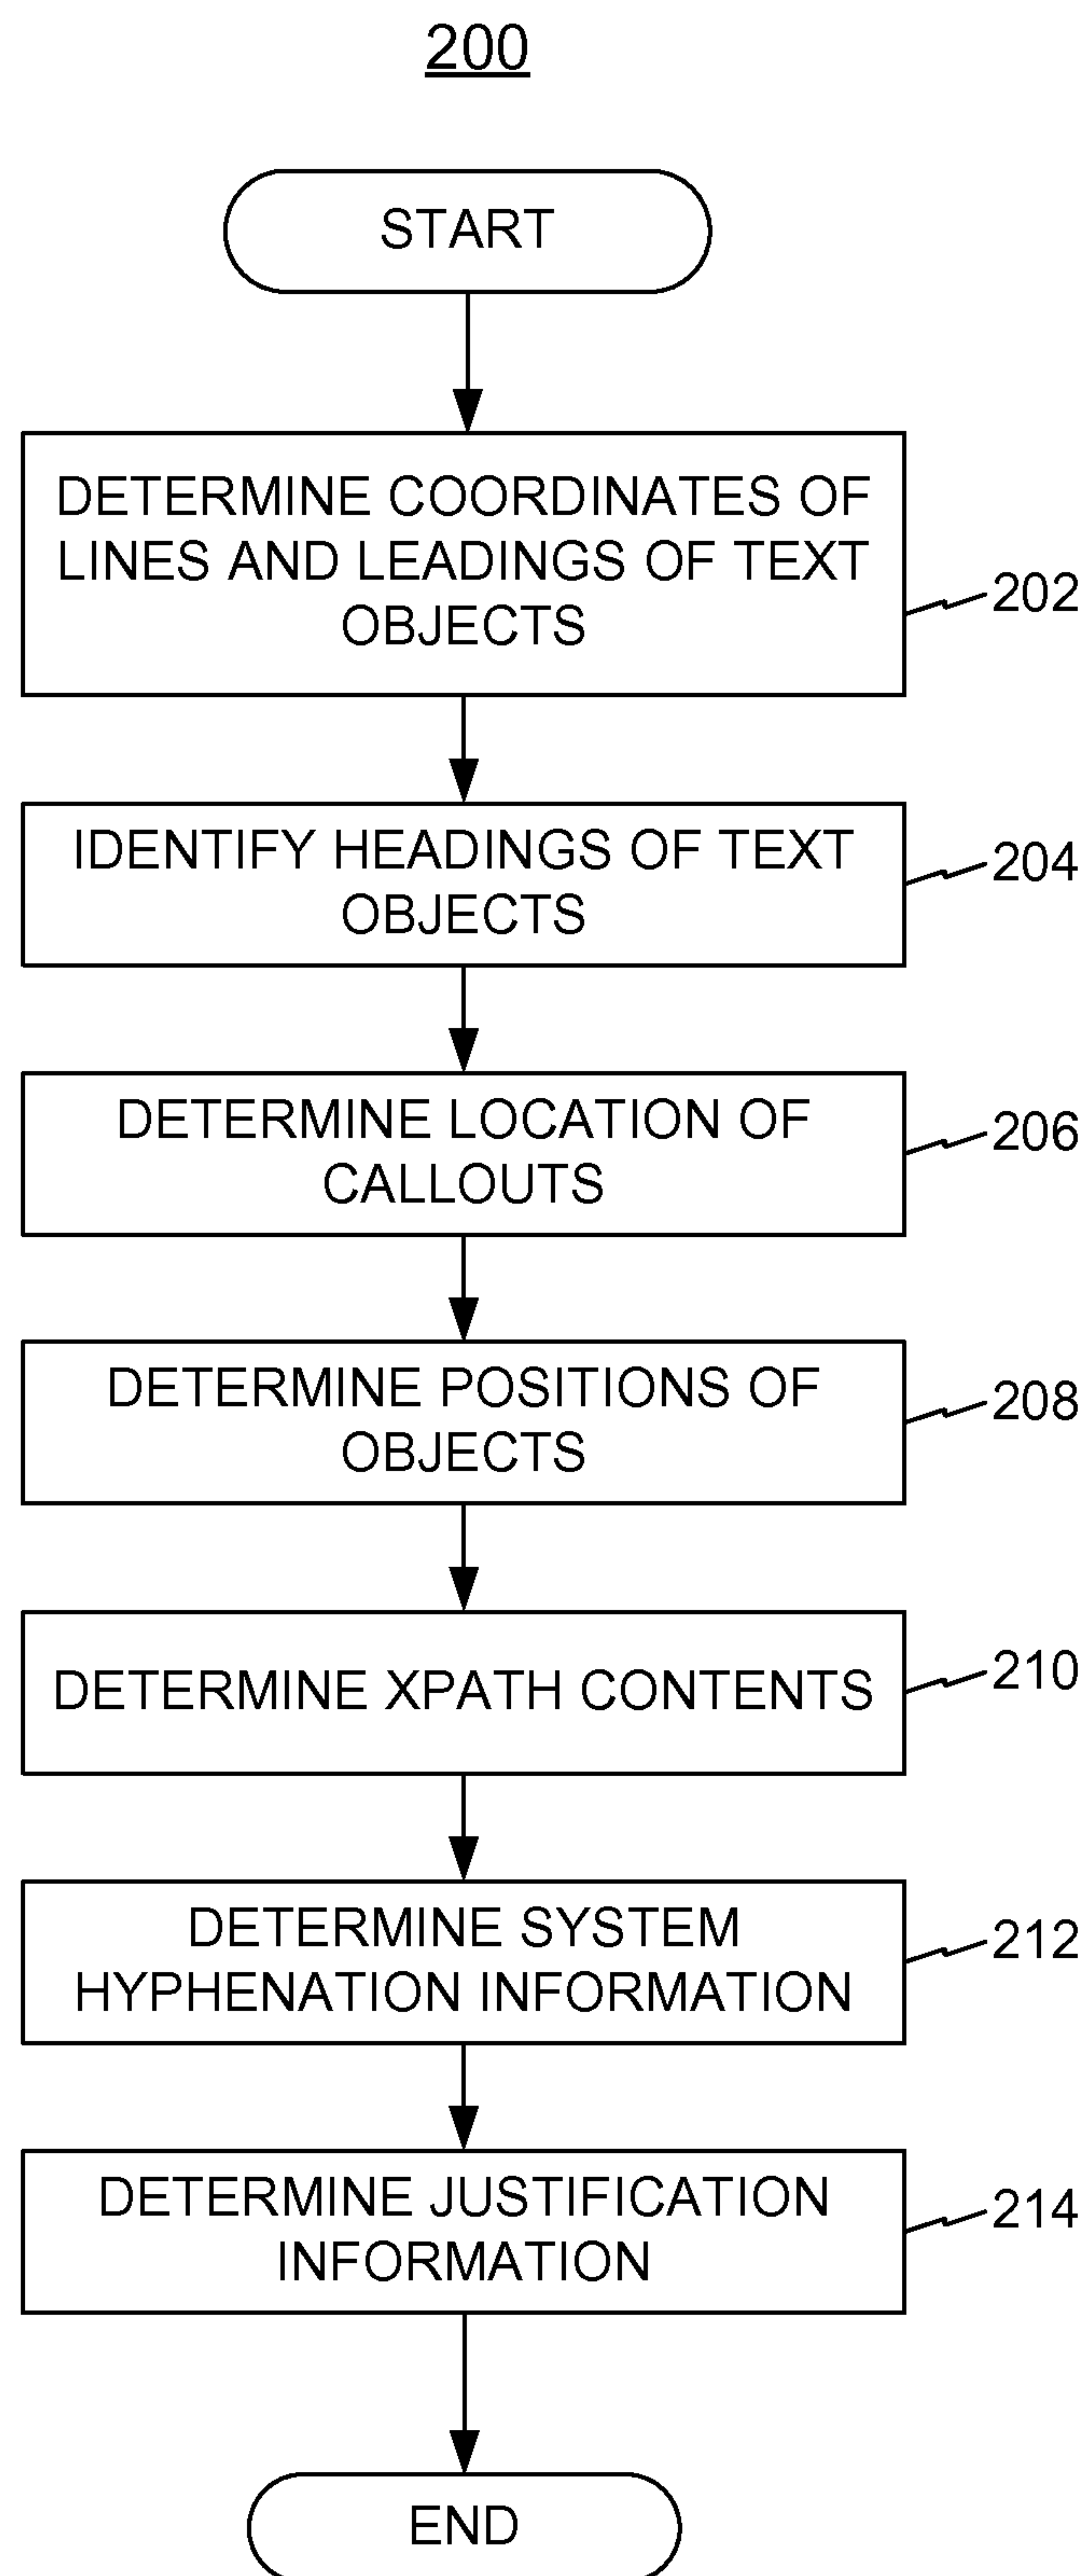 200
START
DETERMINE COORDINATES OF
LINES AND LEADINGS OF TEXT
OBJECTS
202
IDENTIFY HEADINGS OF TEXT
OBJECTS
204
DETERMINE LOCATION OF
CALLOUTS
206
DETERMINE POSITIONS OF
OBJECTS
208
DETERMINE XPATH CONTENTS
210
DETERMINE SYSTEM
HYPHENATION INFORMATION
212
DETERMINE JUSTIFICATION
INFORMATION
214
END